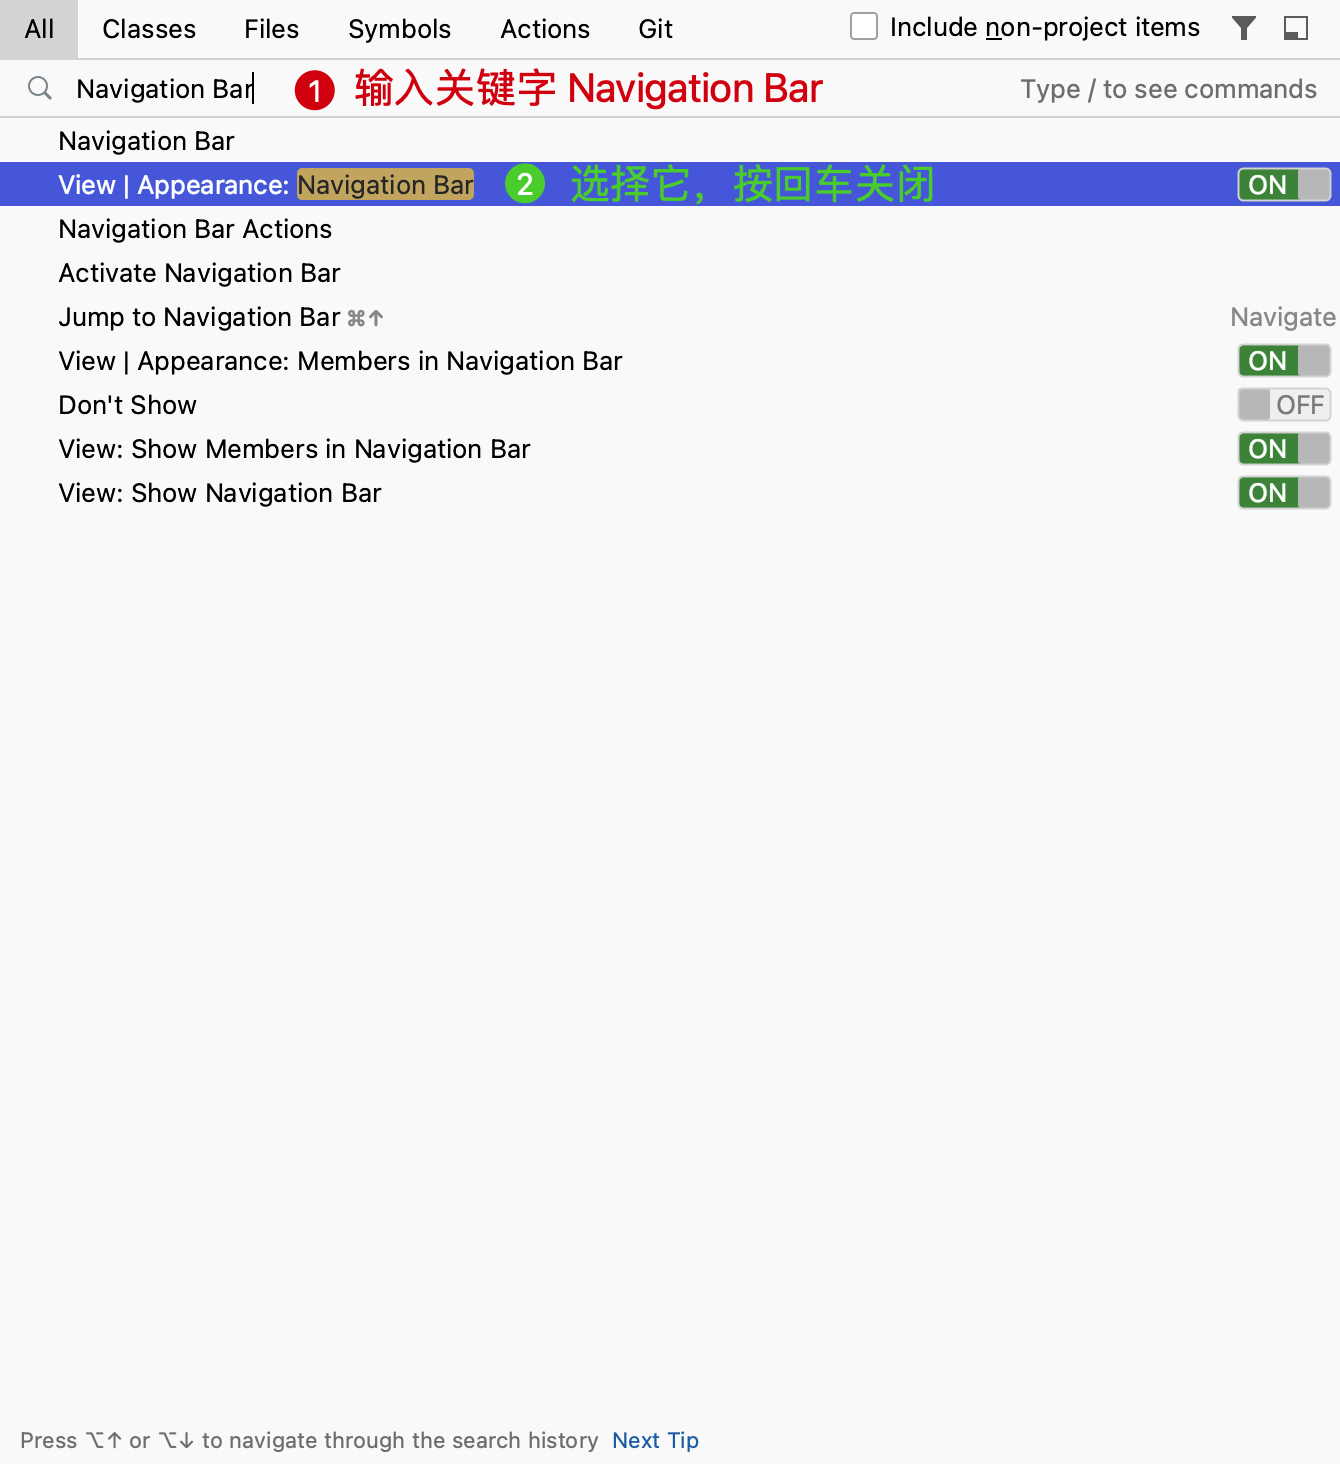 All Classes Files Symbols Actions Git Include non-project items
Navigation Bar 1 输入关键字 Navigation Bar Type / to see commands
Navigation Bar
View | Appearance: Navigation Bar 2 选择它，按回车关闭 ON
Navigation Bar Actions
Activate Navigation Bar
Jump to Navigation Bar ⌘↑ Navigate
View | Appearance: Members in Navigation Bar ON
Don't Show OFF
View: Show Members in Navigation Bar ON
View: Show Navigation Bar ON
Press ⌥↑ or ⌥↓ to navigate through the search history Next Tip